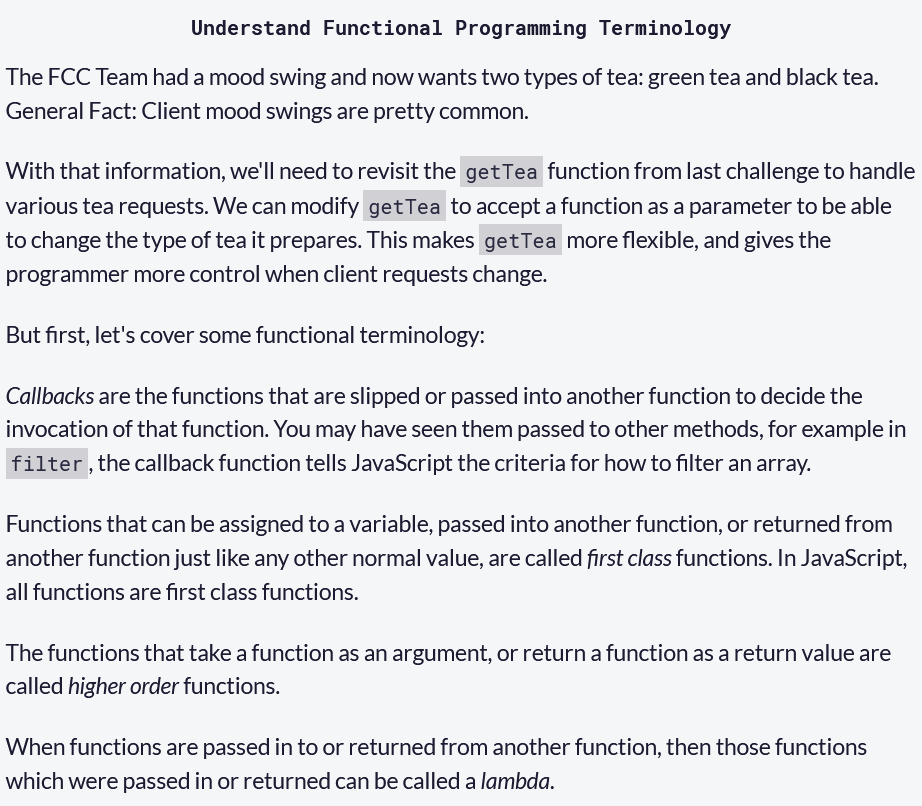 Understand Functional Programming Terminology
The FCC Team had a mood swing and now wants two types of tea: green tea and black tea.
General Fact: Client mood swings are pretty common.
With that information, we'll need to revisit the getTea function from last challenge to handle
various tea requests. We can modify getTea to accept a function as a parameter to be able
to change the type of tea it prepares. This makes getTea more flexible, and gives the
programmer more control when client requests change.
But first, let's cover some functional terminology:
Callbacks are the functions that are slipped or passed into another function to decide the
invocation of that function. You may have seen them passed to other methods, for example in
filter, the callback function tells JavaScript the criteria for how to filter an array.
Functions that can be assigned to a variable, passed into another function, or returned from
another function just like any other normal value, are called first class functions. In JavaScript,
all functions are first class functions.
The functions that take a function as an argument, or return a function as a return value are
called higher order functions.
When functions are passed in to or returned from another function, then those functions
which were passed in or returned can be called a lambda.